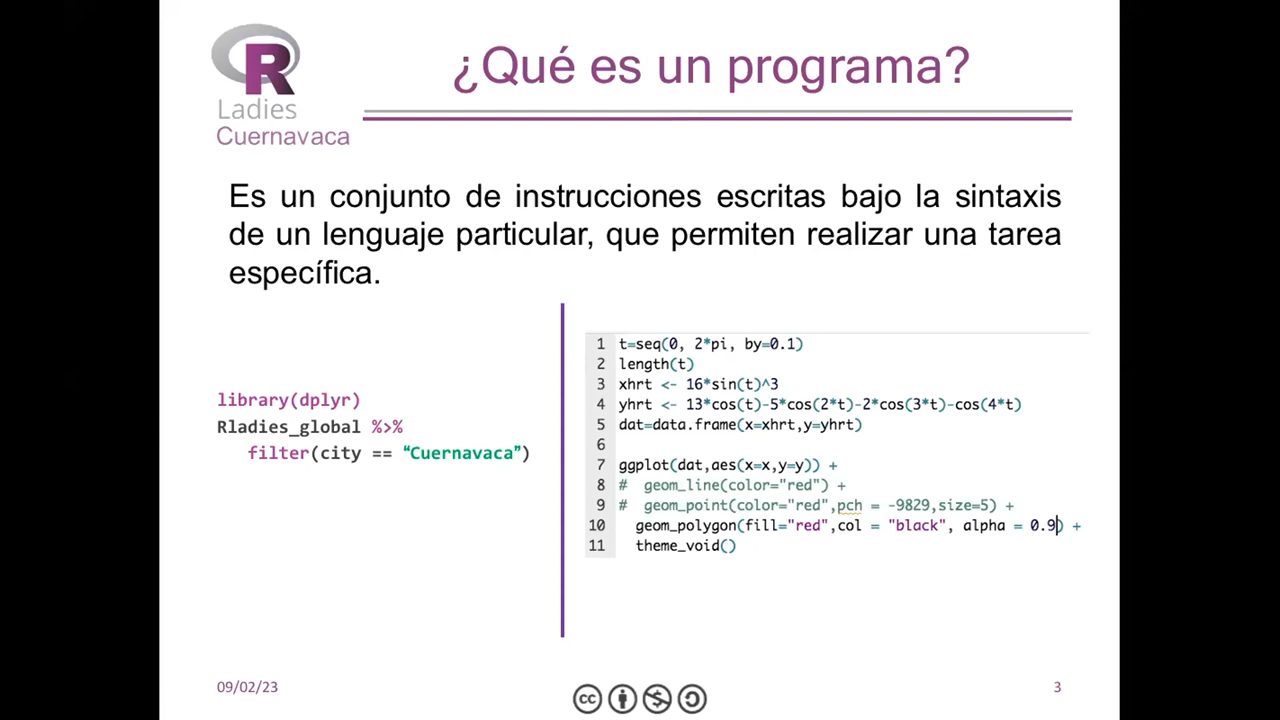 R
Ladies
Cuernavaca
¿Qué es un programa?
Es un conjunto de instrucciones escritas bajo la sintaxis
de un lenguaje particular, que permiten realizar una tarea
específica.
library(dplyr)
Rladies_global %>%
filter(city == “Cuernavaca”)
1 t=seq(0, 2*pi, by=0.1)
2 length(t)
3 xhrt <- 16*sin(t)^3
4 yhrt <- 13*cos(t)-5*cos(2*t)-2*cos(3*t)-cos(4*t)
5 dat=data.frame(x=xhrt,y=yhrt)
6
7 ggplot(dat,aes(x=x,y=y)) +
8 #  geom_line(color="red") +
9 #  geom_point(color="red",pch = -9829,size=5) +
10 geom_polygon(fill="red",col = "black", alpha = 0.9) +
11 theme_void()
09/02/23
cc
3